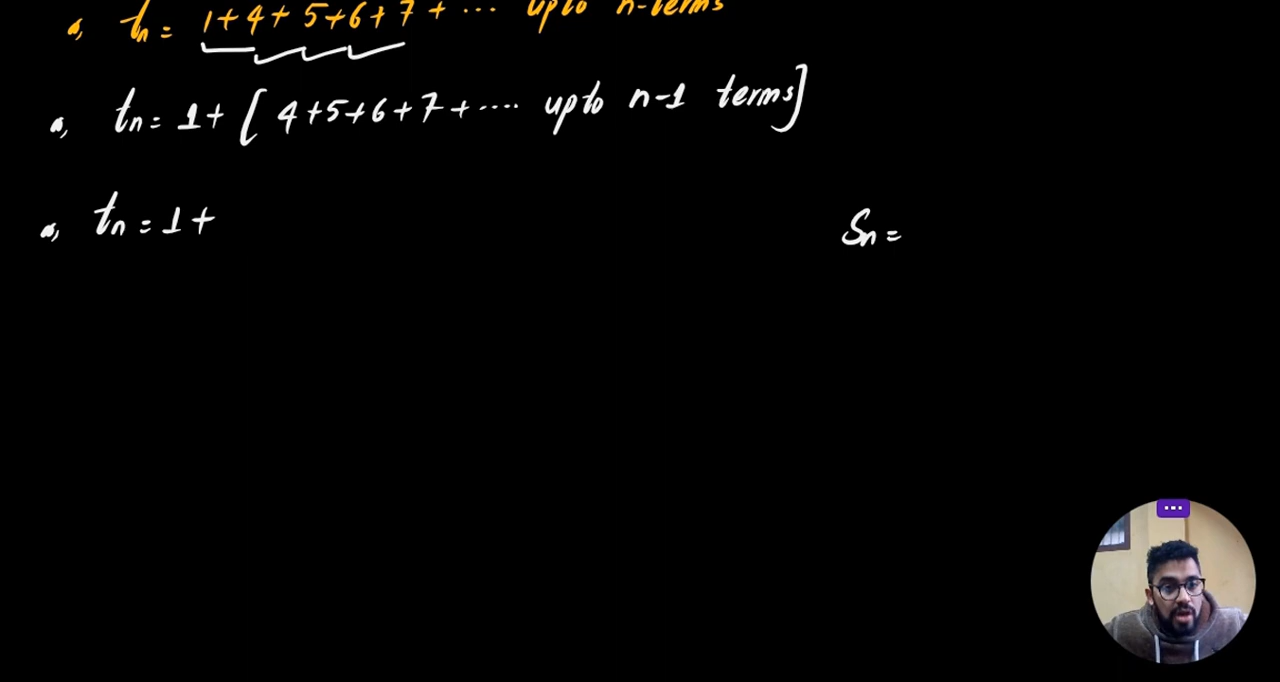 a, tn = 1 + 4 + 5 + 6 + 7 + ... upto n-terms
a, tn = 1 + [ 4 + 5 + 6 + 7 + .... upto n-1 terms]
a, tn = 1 +
Sn =